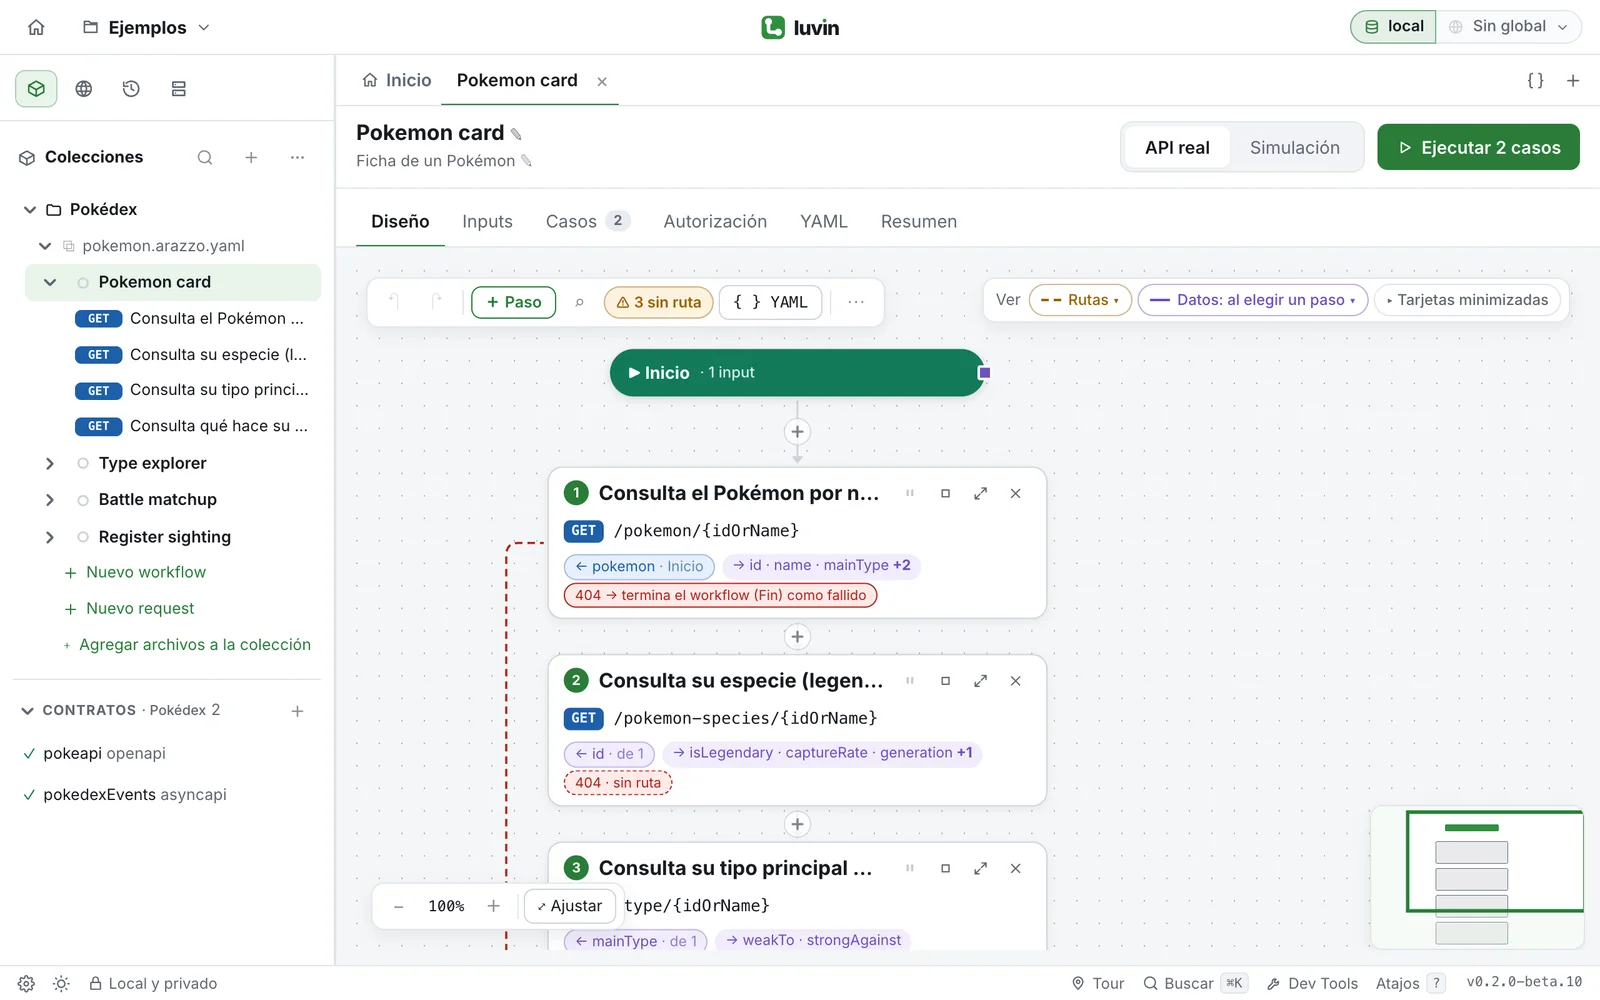 Ejemplos
luvin
local
Sin global
Inicio
Pokemon card
{ }
Colecciones
Pokédex
pokemon.arazzo.yaml
Pokemon card
GET Consulta el Pokémon ...
GET Consulta su especie (l...
GET Consulta su tipo princi...
GET Consulta qué hace su ...
Type explorer
Battle matchup
Register sighting
+ Nuevo workflow
+ Nuevo request
+ Agregar archivos a la colección
CONTRATOS · Pokédex 2
pokeapi openapi
pokedexEvents asyncapi
Pokemon card
Ficha de un Pokémon
API real
Simulación
Ejecutar 2 casos
Diseño
Inputs
Casos 2
Autorización
YAML
Resumen
+ Paso
3 sin ruta
{ } YAML
...
Ver
Rutas
Datos: al elegir un paso
Tarjetas minimizadas
Inicio · 1 input
1 Consulta el Pokémon por n...
GET /pokemon/{idOrName}
← pokemon · Inicio
→ id · name · mainType +2
404 → termina el workflow (Fin) como fallido
2 Consulta su especie (legen...
GET /pokemon-species/{idOrName}
← id · de 1
→ isLegendary · captureRate · generation +1
404 · sin ruta
3 Consulta su tipo principal ...
type/{idOrName}
← mainType · de 1
→ weakTo · strongAgainst
− 100% +
Ajustar
Local y privado
Tour
Buscar ⌘K
Dev Tools
Atajos ?
v0.2.0-beta.10